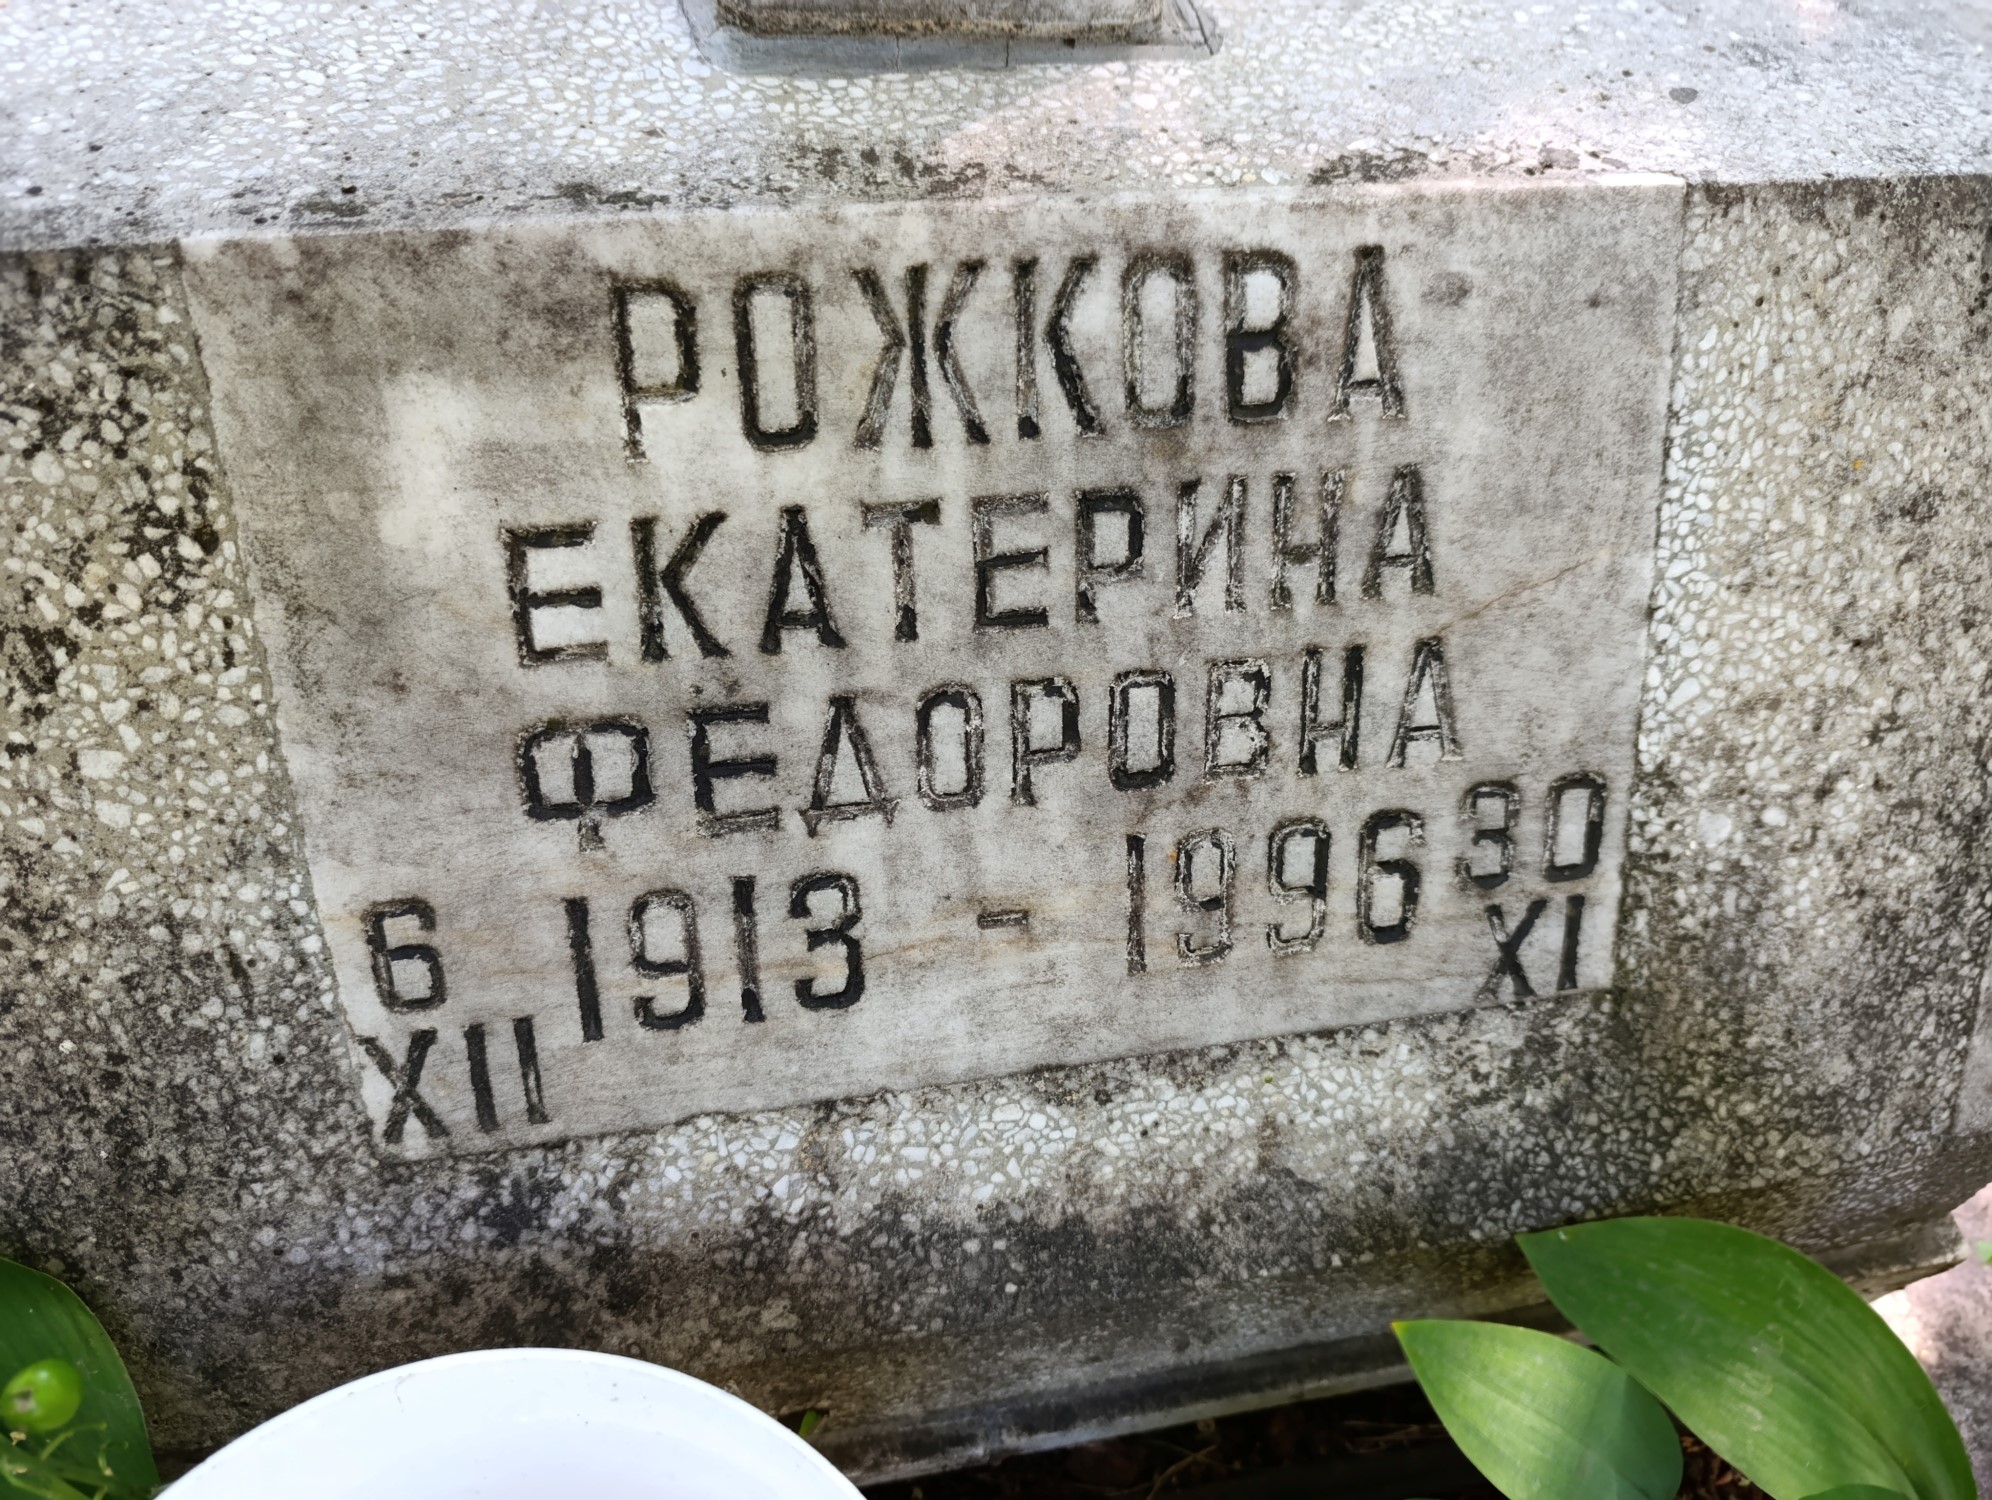 РОЖКОВА
ЕКАТЕРИНА
ФЕДОРОВНА
6 1913 - 1996 30
XII XI